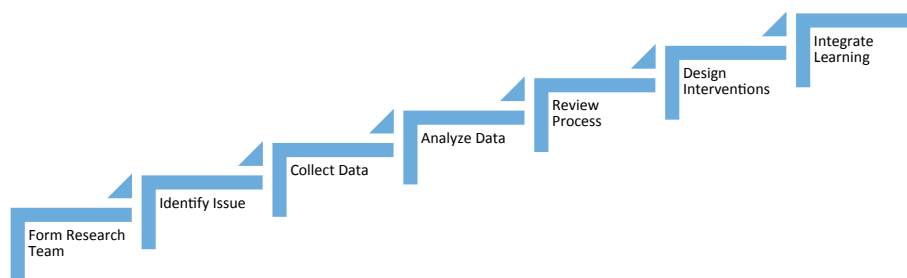 Form Research
Team
Identify Issue
Collect Data
Analyze Data
Review
Process
Design
Interventions
Integrate
Learning